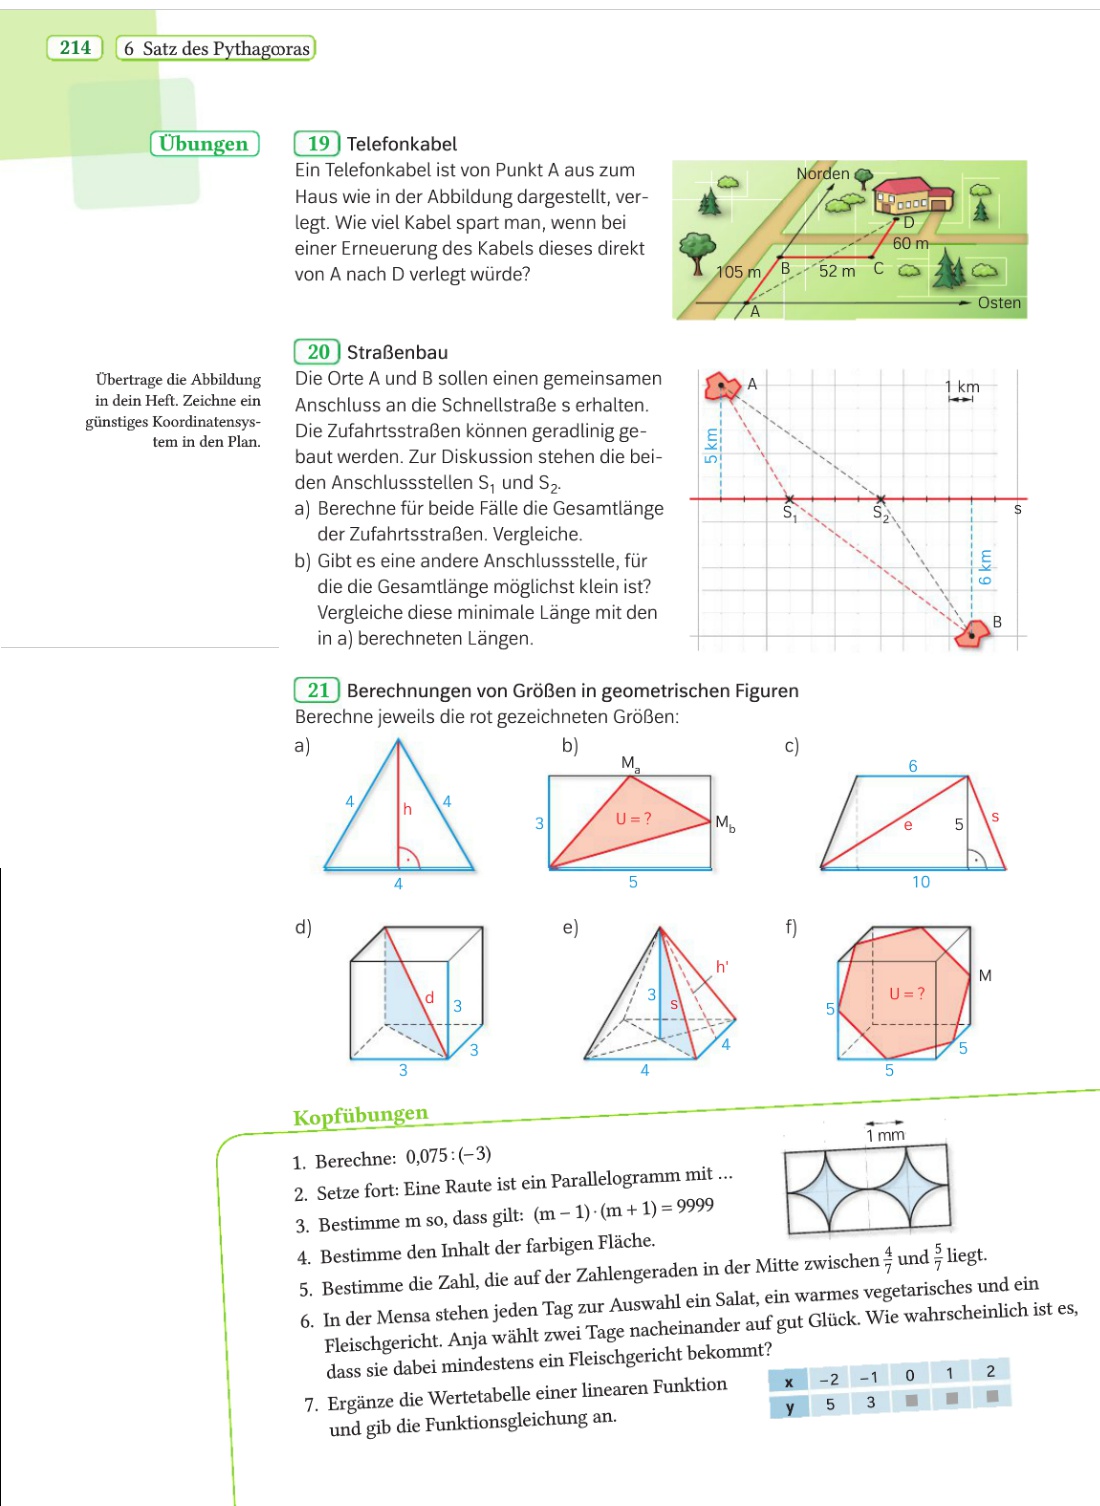 214
6 Satz des Pythagoras
Übungen
19 Telefonkabel
Ein Telefonkabel ist von Punkt A aus zum
Haus wie in der Abbildung dargestellt, ver-
legt. Wie viel Kabel spart man, wenn bei
einer Erneuerung des Kabels dieses direkt
von A nach D verlegt würde?
Norden
D
60 m
105 m
B
52 m
C
Osten
A
20 Straßenbau
Übertrage die Abbildung
in dein Heft. Zeichne ein
günstiges Koordinatensys-
tem in den Plan.
Die Orte A und B sollen einen gemeinsamen
Anschluss an die Schnellstraße s erhalten.
Die Zufahrtsstraßen können geradlinig ge-
baut werden. Zur Diskussion stehen die bei-
den Anschlussstellen S₁ und S₂.
a) Berechne für beide Fälle die Gesamtlänge
der Zufahrtsstraßen. Vergleiche.
b) Gibt es eine andere Anschlussstelle, für
die die Gesamtlänge möglichst klein ist?
Vergleiche diese minimale Länge mit den
in a) berechneten Längen.
A
1 km
5 km
S₁
S₂
s
6 km
B
21 Berechnungen von Größen in geometrischen Figuren
Berechne jeweils die rot gezeichneten Größen:
a)
4
h
4
4
b)
Mₐ
3
U = ?
M_b
5
c)
6
e
5
s
10
d)
d
3
3
3
e)
h'
3
s
4
4
f)
M
U = ?
5
5
5
Kopfübungen
1. Berechne: 0,075 : (− 3)
2. Setze fort: Eine Raute ist ein Parallelogramm mit ...
3. Bestimme m so, dass gilt: (m − 1) · (m + 1) = 9999
4. Bestimme den Inhalt der farbigen Fläche.
1 mm
5. Bestimme die Zahl, die auf der Zahlengeraden in der Mitte zwischen 4/7 und 5/7 liegt.
6. In der Mensa stehen jeden Tag zur Auswahl ein Salat, ein warmes vegetarisches und ein
Fleischgericht. Anja wählt zwei Tage nacheinander auf gut Glück. Wie wahrscheinlich ist es,
dass sie dabei mindestens ein Fleischgericht bekommt?
7. Ergänze die Wertetabelle einer linearen Funktion
und gib die Funktionsgleichung an.
x −2 −1 0 1 2
y 5 3